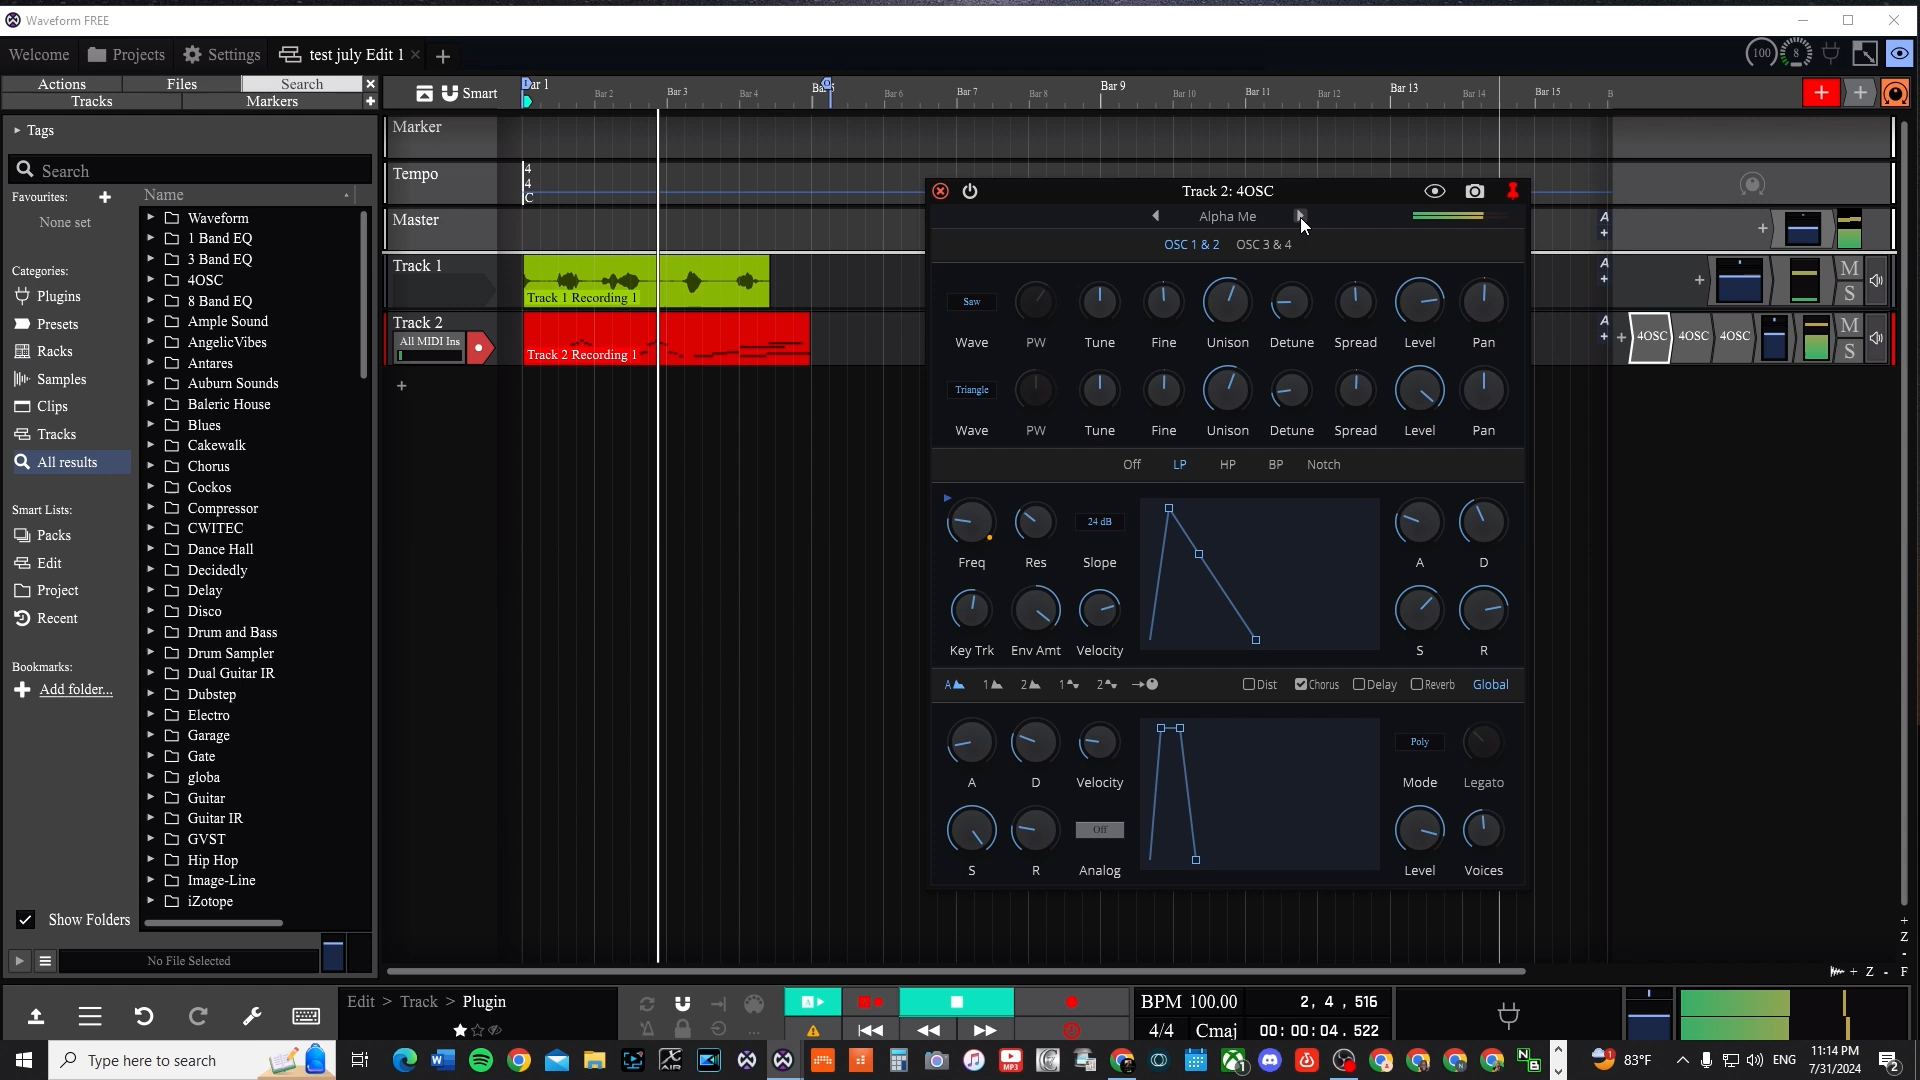 Waveform FREE
Welcome Projects Settings test july Edit 1
100 8
Actions Files Search
Tracks Markers
Smart
Bar 2 Bar 3 Bar 4 Bar 6 Bar 7 Bar 8 Bar 9 Bar 10 Bar 11 Bar 12 Bar 13 Bar 14 Bar 15
Tags
Search
Favourites:
None set
Categories:
Plugins
Presets
Racks
Samples
Clips
Tracks
All results
Smart Lists:
Packs
Edit
Project
Recent
Bookmarks:
Add folder...
Show Folders
No File Selected
Name
Waveform
1 Band EQ
3 Band EQ
4OSC
8 Band EQ
Ample Sound
AngelicVibes
Antares
Auburn Sounds
Baleric House
Blues
Cakewalk
Chorus
Cockos
Compressor
CWITEC
Dance Hall
Decidedly
Delay
Disco
Drum and Bass
Drum Sampler
Dual Guitar IR
Dubstep
Electro
Garage
Gate
globa
Guitar
Guitar IR
GVST
Hip Hop
Image-Line
iZotope
Marker
Tempo
4
4
C
Master
A
Track 1
Track 1 Recording 1
A
M
S
Track 2
All MIDI Ins
Track 2 Recording 1
A
4OSC 4OSC 4OSC
M
S
Track 2: 4OSC
Alpha Me
OSC 1 & 2 OSC 3 & 4
Saw
Wave PW Tune Fine Unison Detune Spread Level Pan
Triangle
Wave PW Tune Fine Unison Detune Spread Level Pan
Off LP HP BP Notch
24 dB
Freq Res Slope A D
Key Trk Env Amt Velocity S R
A 1 2 1 2 Dist Chorus Delay Reverb Global
Poly
A D Velocity Mode Legato
Off
S R Analog Level Voices
Z
+ Z - F
Edit > Track > Plugin
A
BPM 100.00 2, 4, 516
4/4 Cmaj 00: 00: 04. 522
Type here to search
83°F
ENG
11:14 PM
7/31/2024